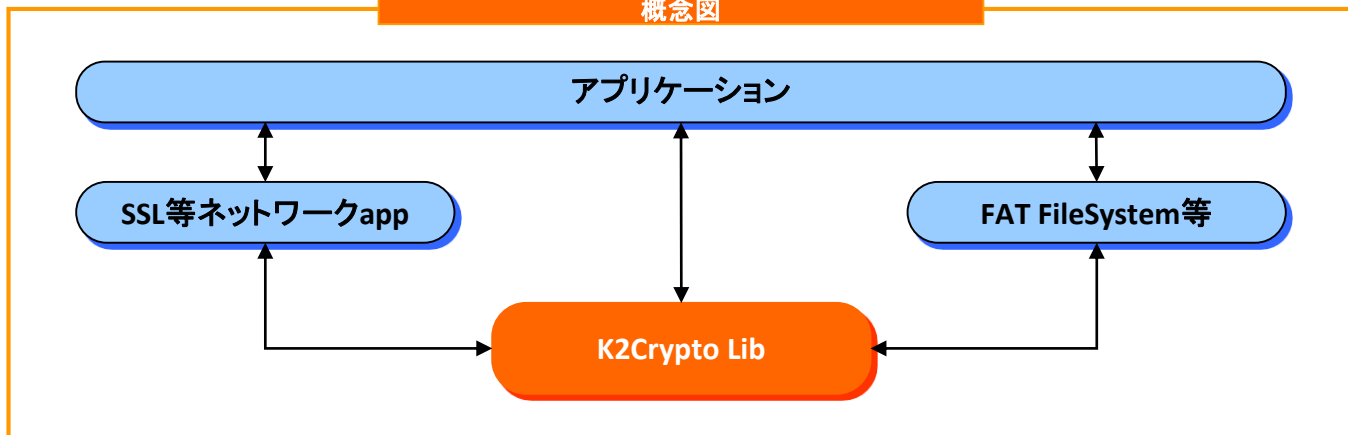 概念図
アプリケーション
SSL等ネットワークapp
FAT FileSystem等
K2Crypto Lib